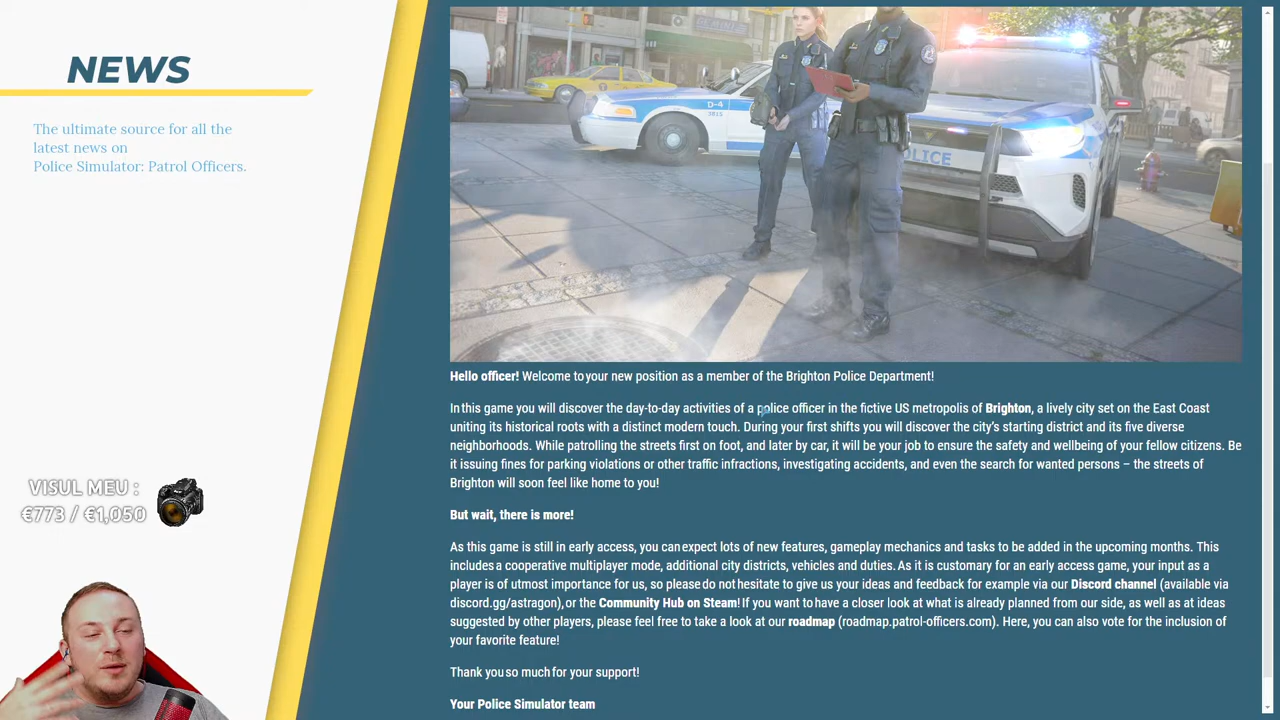 NEWS
The ultimate source for all the
latest news on
Police Simulator: Patrol Officers.
VISUL MEU :
€773 / €1,050
D-4
3815
POLICE
Hello officer! Welcome to your new position as a member of the Brighton Police Department!
In this game you will discover the day-to-day activities of a police officer in the fictive US metropolis of Brighton, a lively city set on the East Coast
uniting its historical roots with a distinct modern touch. During your first shifts you will discover the city's starting district and its five diverse
neighborhoods. While patrolling the streets first on foot, and later by car, it will be your job to ensure the safety and wellbeing of your fellow citizens. Be
it issuing fines for parking violations or other traffic infractions, investigating accidents, and even the search for wanted persons – the streets of
Brighton will soon feel like home to you!
But wait, there is more!
As this game is still in early access, you can expect lots of new features, gameplay mechanics and tasks to be added in the upcoming months. This
includes a cooperative multiplayer mode, additional city districts, vehicles and duties. As it is customary for an early access game, your input as a
player is of utmost importance for us, so please do not hesitate to give us your ideas and feedback for example via our Discord channel (available via
discord.gg/astragon), or the Community Hub on Steam! If you want to have a closer look at what is already planned from our side, as well as at ideas
suggested by other players, please feel free to take a look at our roadmap (roadmap.patrol-officers.com). Here, you can also vote for the inclusion of
your favorite feature!
Thank you so much for your support!
Your Police Simulator team